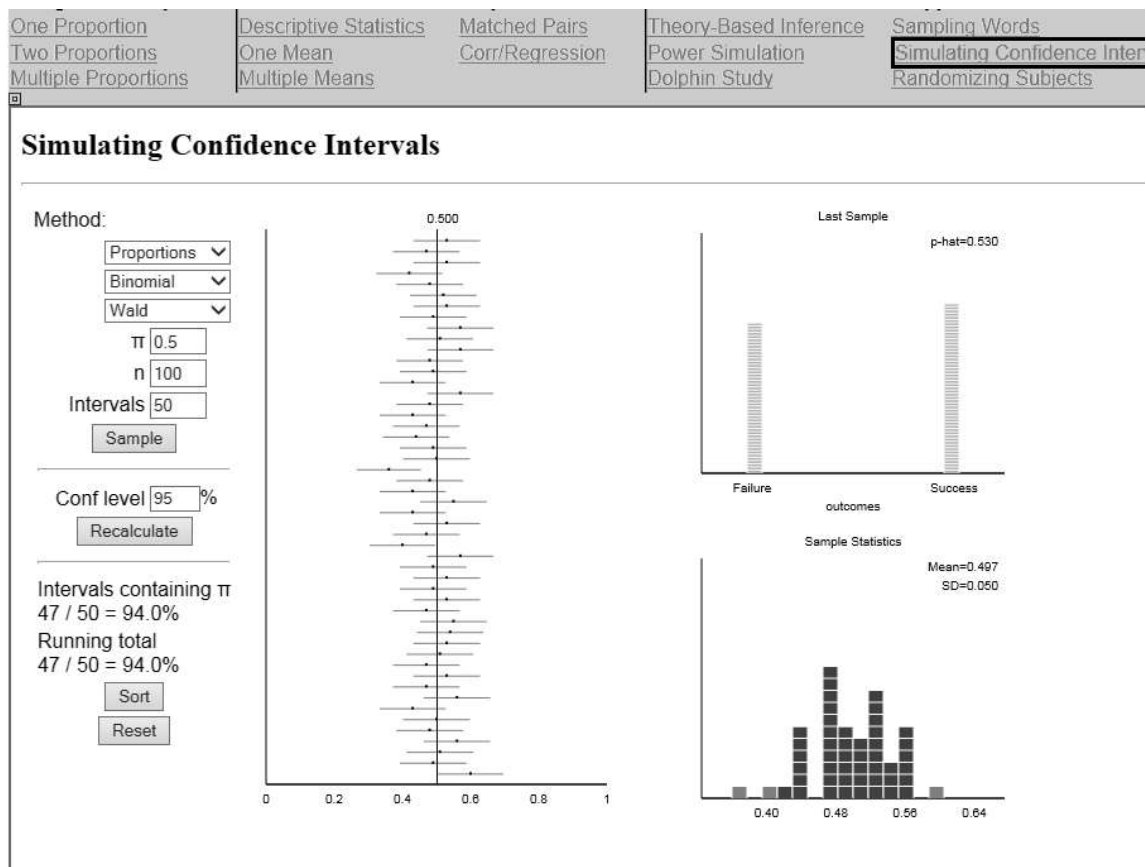 One Proportion Descriptive Statistics Matched Pairs Theory-Based Inference Sampling Words
Two Proportions One Mean Corr/Regression Power Simulation Simulating Confidence Inter
Multiple Proportions Multiple Means Dolphin Study Randomizing Subjects
Simulating Confidence Intervals
Method:
Proportions
Binomial
Wald
π 0.5
n 100
Intervals 50
Sample
Conf level 95 %
Recalculate
Intervals containing π
47 / 50 = 94.0%
Running total
47 / 50 = 94.0%
Sort
Reset
0.500
0 0.2 0.4 0.6 0.8 1
Last Sample
p-hat=0.530
Failure Success
outcomes
Sample Statistics
Mean=0.497
SD=0.050
0.40 0.48 0.56 0.64